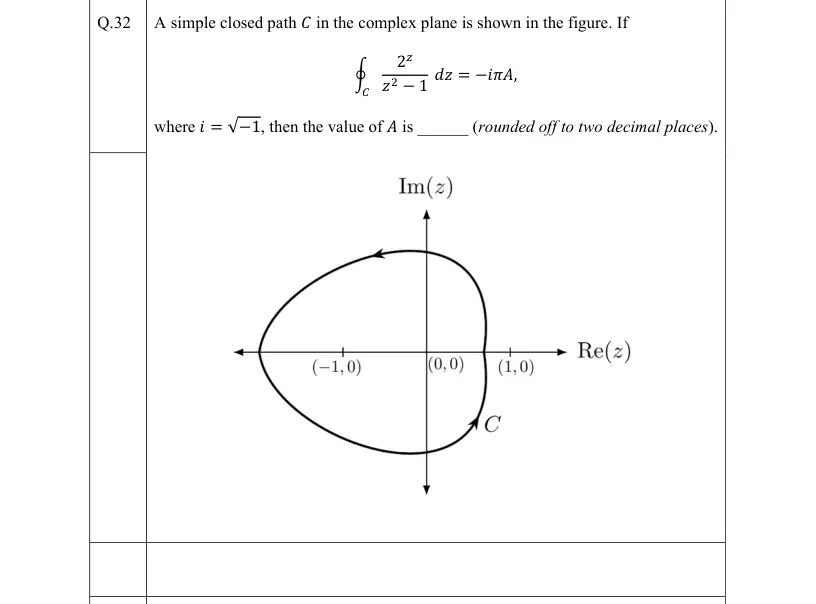 Q.32 A simple closed path 𝐶 in the complex plane is shown in the figure. If
∮_C 2^z / (z² − 1) dz = −iπA,
where i = √−1, then the value of A is ______ (rounded off to two decimal places).
Im(z)
Re(z)
(−1, 0) (0, 0) (1, 0)
C